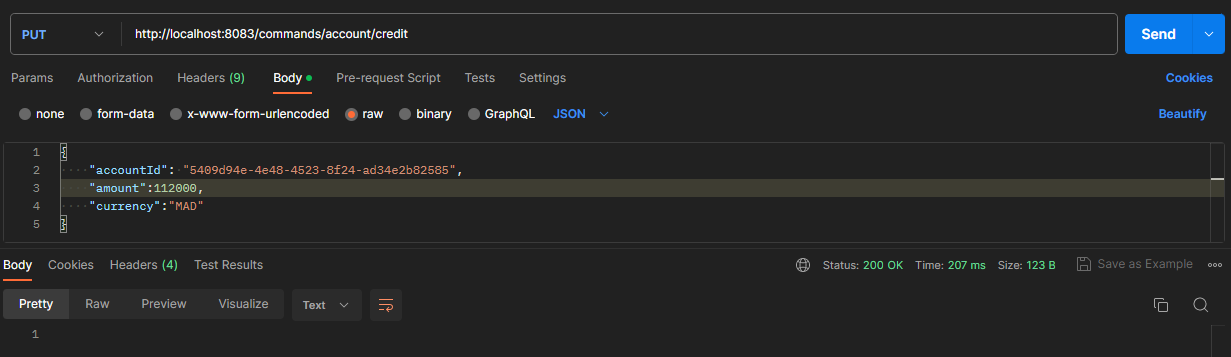 PUT http://localhost:8083/commands/account/credit Send
Params Authorization Headers (9) Body Pre-request Script Tests Settings Cookies
none form-data x-www-form-urlencoded raw binary GraphQL JSON Beautify
1 {
2 "accountId": "5409d94e-4e48-4523-8f24-ad34e2b82585",
3 "amount":112000,
4 "currency":"MAD"
5 }
Body Cookies Headers (4) Test Results Status: 200 OK Time: 207 ms Size: 123 B Save as Example
Pretty Raw Preview Visualize Text
1